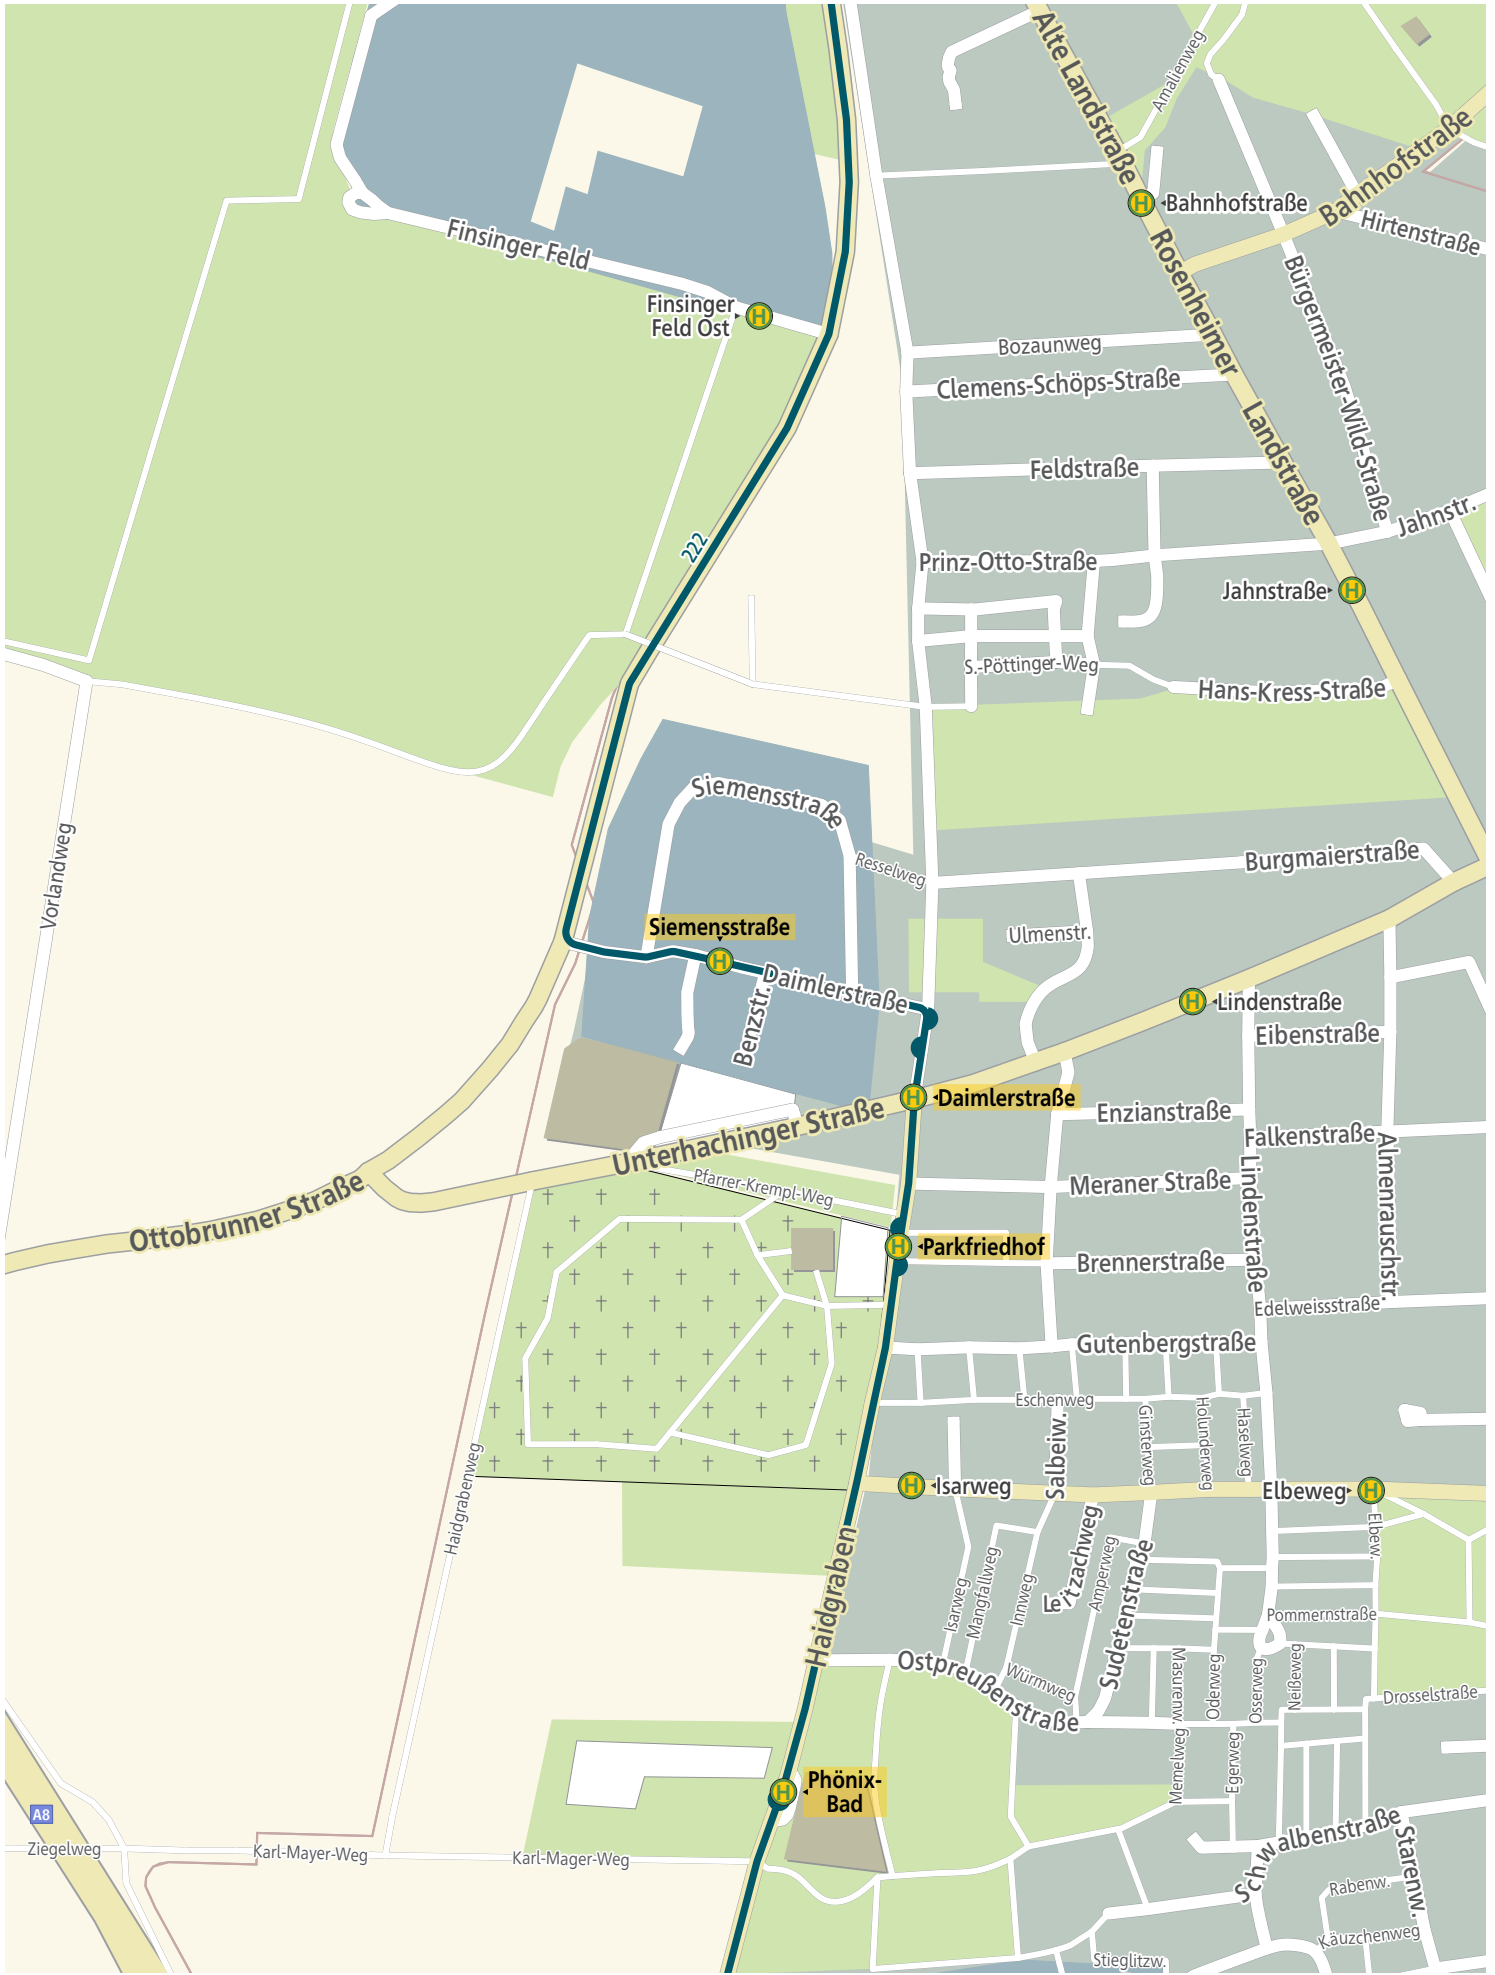 Alte Landstraße
Amalienweg
Bahnhofstraße
H
Bahnhofstraße
Hirtenstraße
Finsinger Feld
Rosenheimer
Landstraße
Bürgermeister-Wild-Straße
Finsinger
Feld Ost
H
Bozaunweg
Clemens-Schöps-Straße
Feldstraße
Jahnstr.
222
Prinz-Otto-Straße
Jahnstraße
H
S.-Pöttinger-Weg
Hans-Kress-Straße
Siemensstraße
Vorlandweg
Resselweg
Burgmaierstraße
Siemensstraße
H
Ulmenstr.
Daimlerstraße
Benzstr.
H
Lindenstraße
Eibenstraße
H
Daimlerstraße
Enzianstraße
Unterhachinger Straße
Falkenstraße
Almenrauschstr.
Lindenstraße
Pfarrer-Krempl-Weg
Meraner Straße
Ottobrunner Straße
H
Parkfriedhof
Brennerstraße
Edelweissstraße
Gutenbergstraße
Eschenweg
Salbeiw.
Ginsterweg
Holunderweg
Haselweg
Haidgrabenweg
H
Isarweg
Elbeweg
H
Elbew.
Haidgraben
Isarweg
Mangfallweg
Innweg
Leitzachweg
Amperweg
Sudetenstraße
Pommernstraße
Ostpreußenstraße
Würmweg
Masurenw.
Oderweg
Osserweg
Neißeweg
Drosselstraße
Memelweg
Egerweg
H
Phönix-
Bad
A8
Ziegelweg
Karl-Mayer-Weg
Karl-Mager-Weg
Schwalbenstraße
Starenw.
Rabenw.
Käuzchenweg
Stieglitzw.